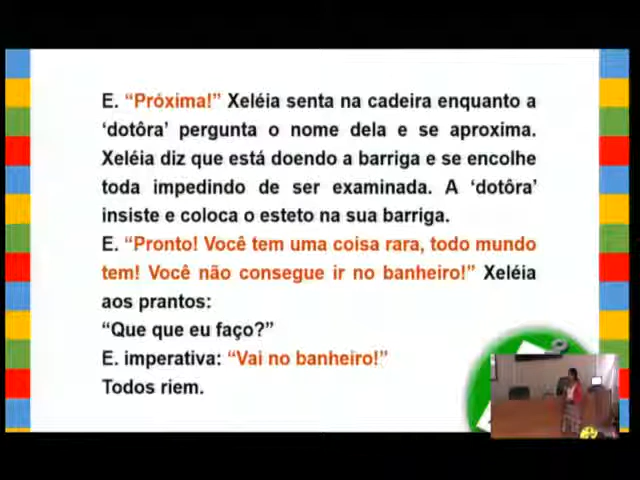 E. “Próxima!” Xeléia senta na cadeira enquanto a
‘dotôra’ pergunta o nome dela e se aproxima.
Xeléia diz que está doendo a barriga e se encolhe
toda impedindo de ser examinada. A ‘dotôra’
insiste e coloca o esteto na sua barriga.
E. “Pronto! Você tem uma coisa rara, todo mundo
tem! Você não consegue ir no banheiro!” Xeléia
aos prantos:
“Que que eu faço?”
E. imperativa: “Vai no banheiro!”
Todos riem.